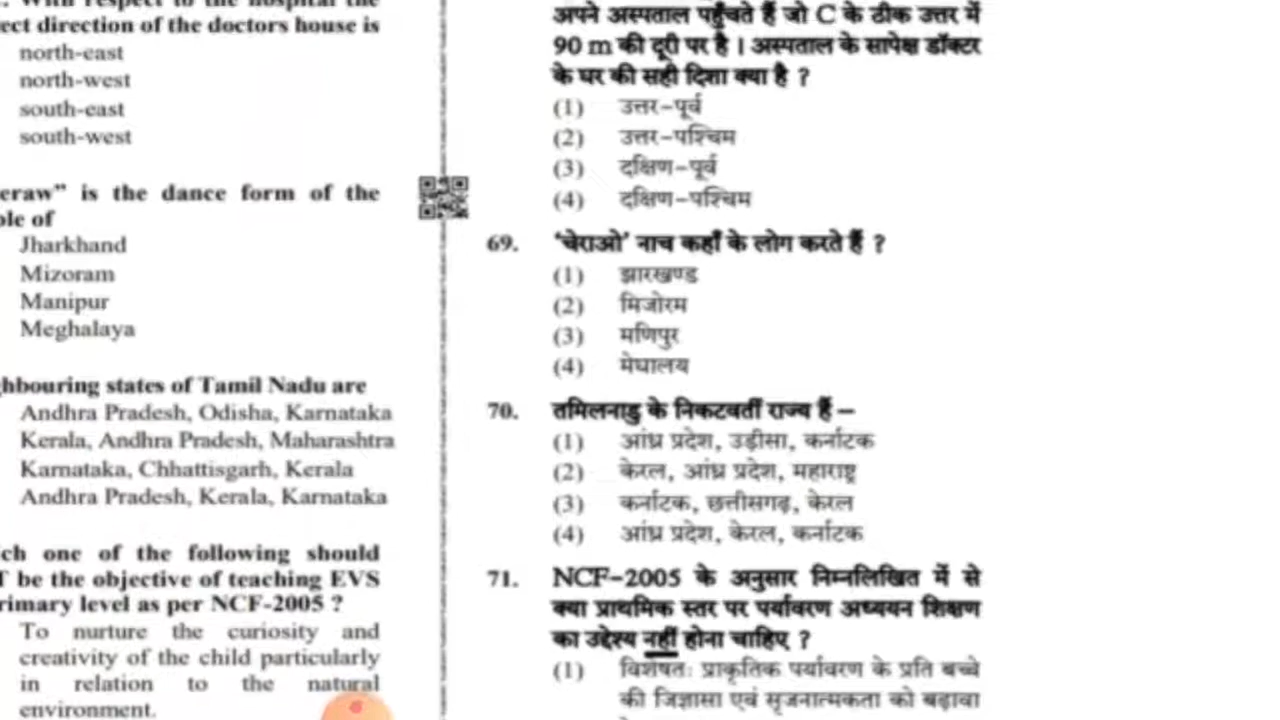 ect direction of the doctors house is
north-east
north-west
south-east
south-west
eraw" is the dance form of the
ple of
Jharkhand
Mizoram
Manipur
Meghalaya
ghbouring states of Tamil Nadu are
Andhra Pradesh, Odisha, Karnataka
Kerala, Andhra Pradesh, Maharashtra
Karnataka, Chhattisgarh, Kerala
Andhra Pradesh, Kerala, Karnataka
ch one of the following should
T be the objective of teaching EVS
rimary level as per NCF-2005 ?
To nurture the curiosity and
creativity of the child particularly
in relation to the natural
environment.
अपने अस्पताल पहुँचते हैं जो C के ठीक उत्तर में
90 m की दूरी पर है । अस्पताल के सापेक्ष डॉक्टर
के घर की सही दिशा क्या है ?
(1) उत्तर-पूर्व
(2) उत्तर-पश्चिम
(3) दक्षिण-पूर्व
(4) दक्षिण-पश्चिम
69. 'चेराओ' नाच कहाँ के लोग करते हैं ?
(1) झारखण्ड
(2) मिजोरम
(3) मणिपुर
(4) मेघालय
70. तमिलनाडु के निकटवर्ती राज्य हैं –
(1) आंध्र प्रदेश, उड़ीसा, कर्नाटक
(2) केरल, आंध्र प्रदेश, महाराष्ट्र
(3) कर्नाटक, छत्तीसगढ़, केरल
(4) आंध्र प्रदेश, केरल, कर्नाटक
71. NCF-2005 के अनुसार निम्नलिखित में से
क्या प्राथमिक स्तर पर पर्यावरण अध्ययन शिक्षण
का उद्देश्य नहीं होना चाहिए ?
(1) विशेषतः प्राकृतिक पर्यावरण के प्रति बच्चे
की जिज्ञासा एवं सृजनात्मकता को बढ़ावा